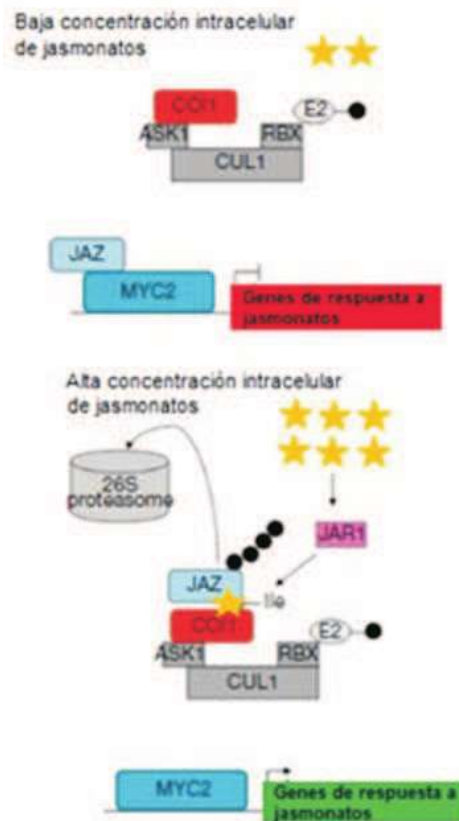 Baja concentración intracelular
de jasmonatos
COI1
E2
ASK1
RBX
CUL1
JAZ
MYC2
Genes de respuesta a
jasmonatos
Alta concentración intracelular
de jasmonatos
26S
proteasome
JAR1
JAZ
Ile
COI1
E2
ASK1
RBX
CUL1
MYC2
Genes de respuesta a
jasmonatos